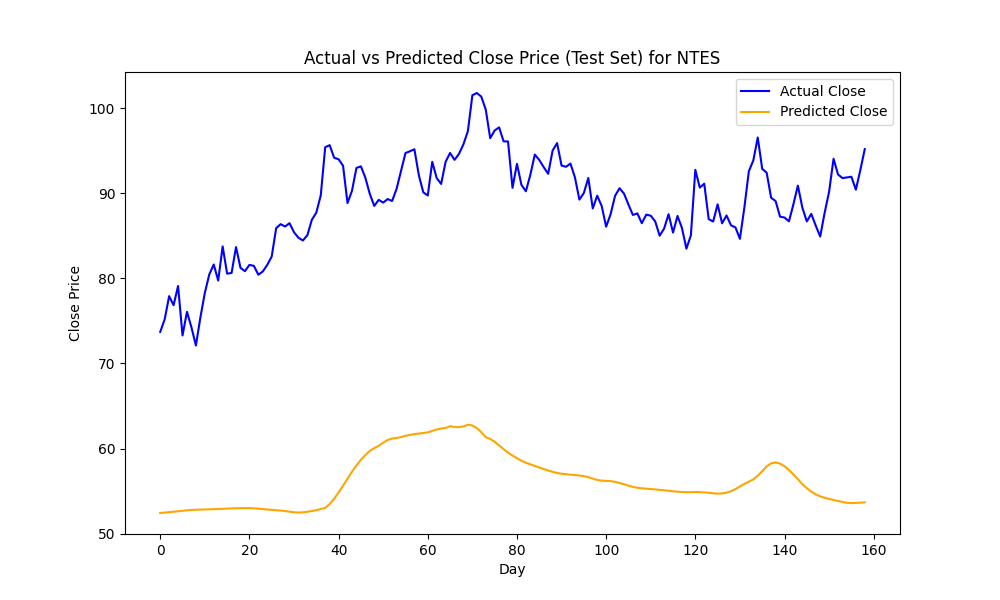 Actual vs Predicted Close Price (Test Set) for NTES
Actual Close
Predicted Close
100
90
80
70
60
50
Close Price
0 20 40 60 80 100 120 140 160
Day